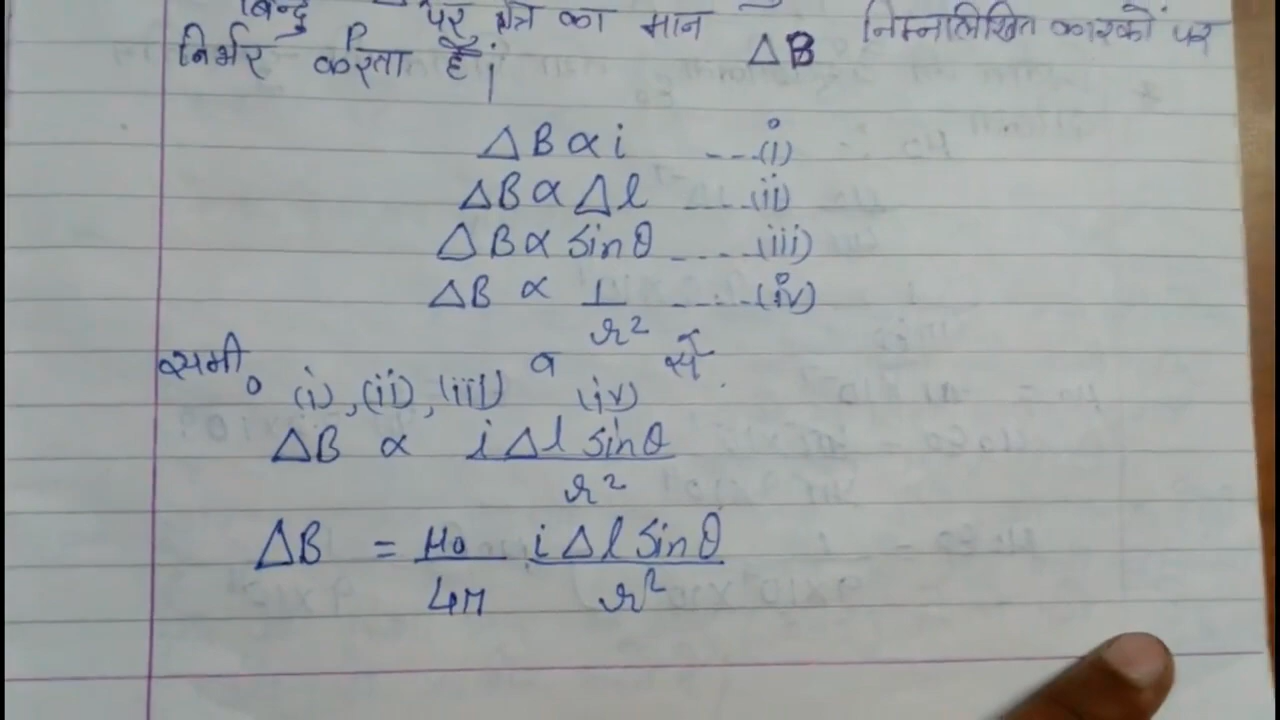 बिन्दु P पर क्षेत्र का मान ΔB निम्नलिखित कारकों पर
निर्भर करता है।
ΔB ∝ i ---(i)
ΔB ∝ Δl ----(ii)
ΔB ∝ sinθ ----(iii)
ΔB ∝ 1/r² ----(iv)
समी. (i), (ii), (iii) व (iv) से
ΔB ∝ iΔl sinθ/r²
ΔB = μ₀/4π iΔl sinθ/r²